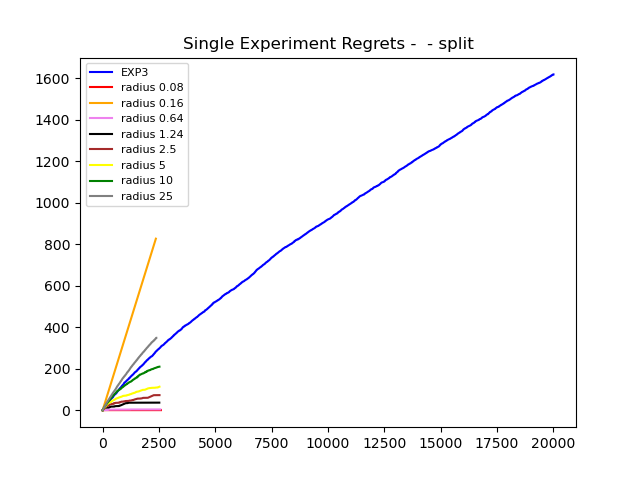 Single Experiment Regrets -  - split
EXP3
radius 0.08
radius 0.16
radius 0.64
radius 1.24
radius 2.5
radius 5
radius 10
radius 25
1600
1400
1200
1000
800
600
400
200
0
0 2500 5000 7500 10000 12500 15000 17500 20000